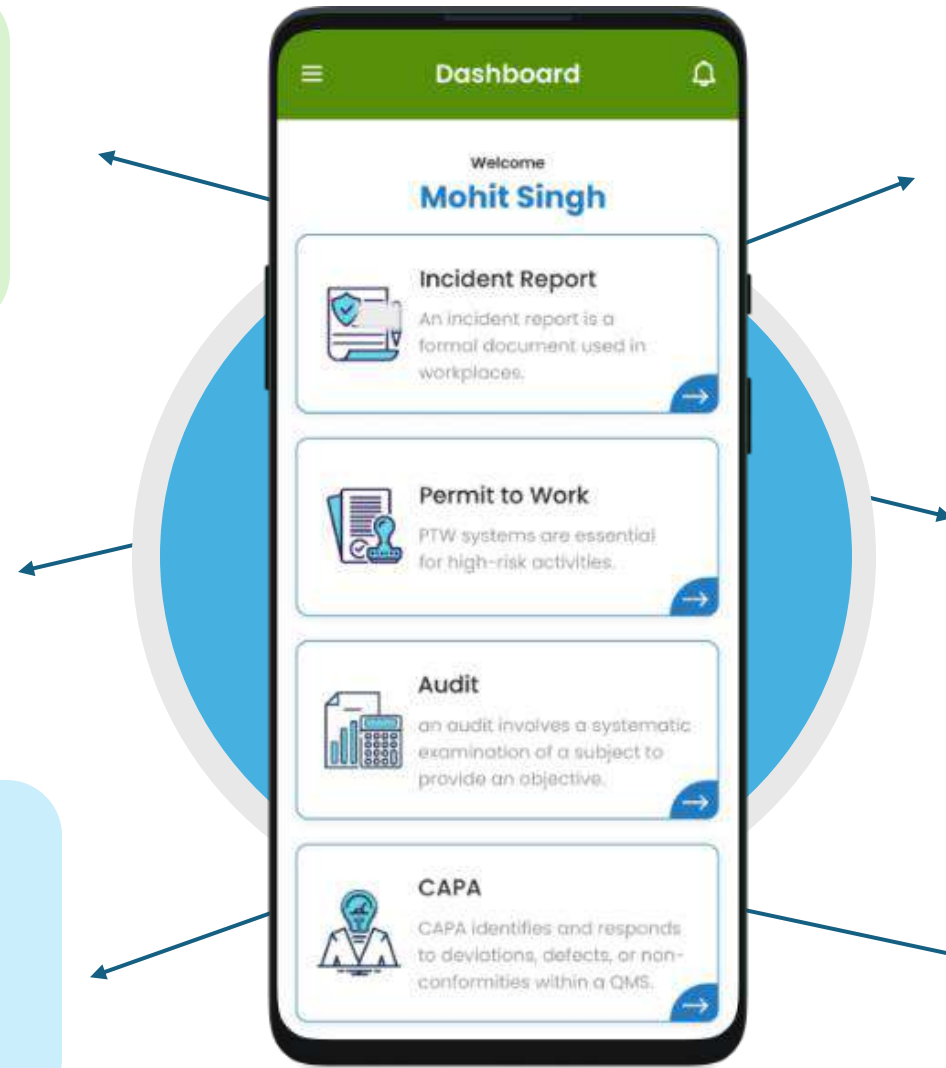 Dashboard
Welcome
Mohit Singh
Incident Report
An incident report is a
formal document used in
workplaces.
Permit to Work
PTW systems are essential
for high-risk activities.
Audit
an audit involves a systematic
examination of a subject to
provide an objective.
CAPA
CAPA identifies and responds
to deviations, defects, or non-
conformities within a QMS.